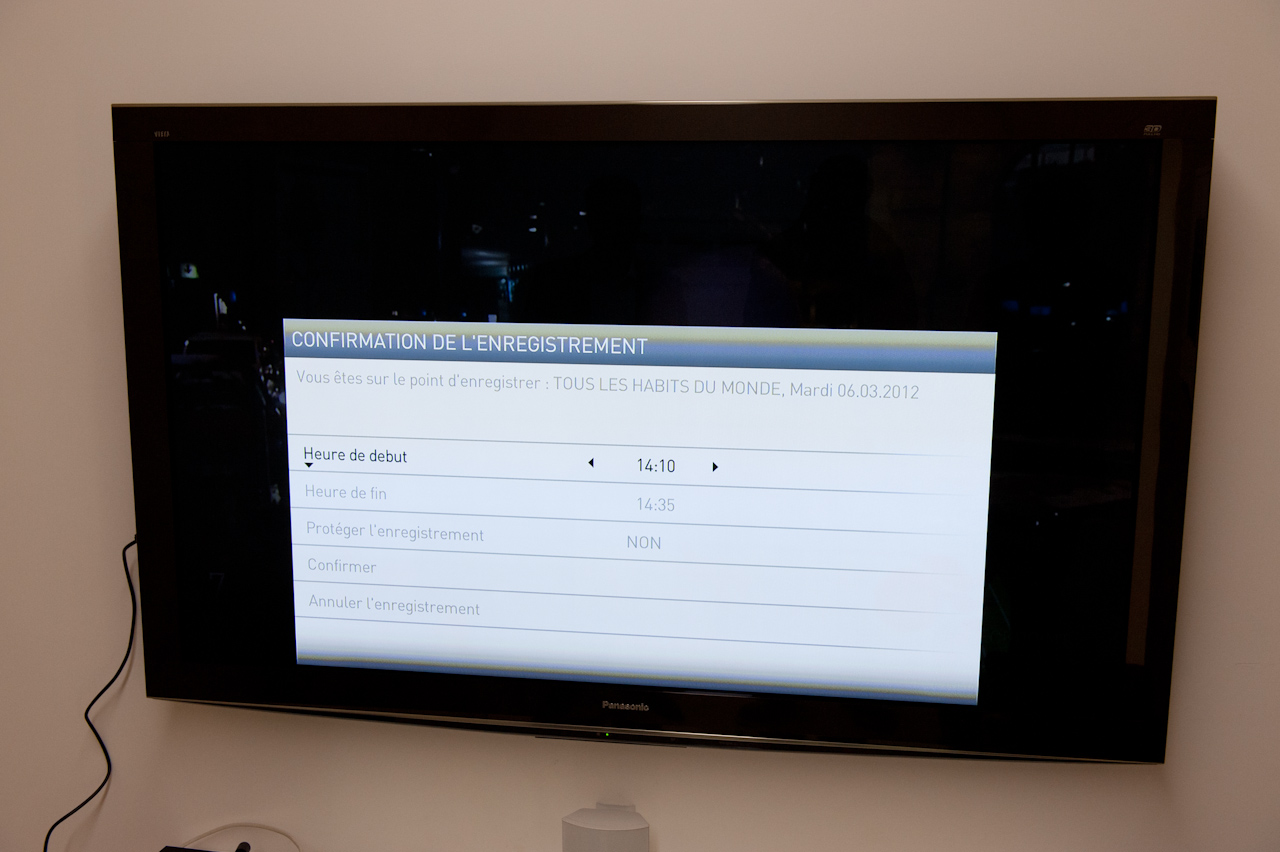 CONFIRMATION DE L'ENREGISTREMENT
Vous êtes sur le point d'enregistrer : TOUS LES HABITS DU MONDE, Mardi 06.03.2012
Heure de debut 14:10
Heure de fin 14:35
Protéger l'enregistrement NON
Confirmer
Annuler l'enregistrement
Panasonic